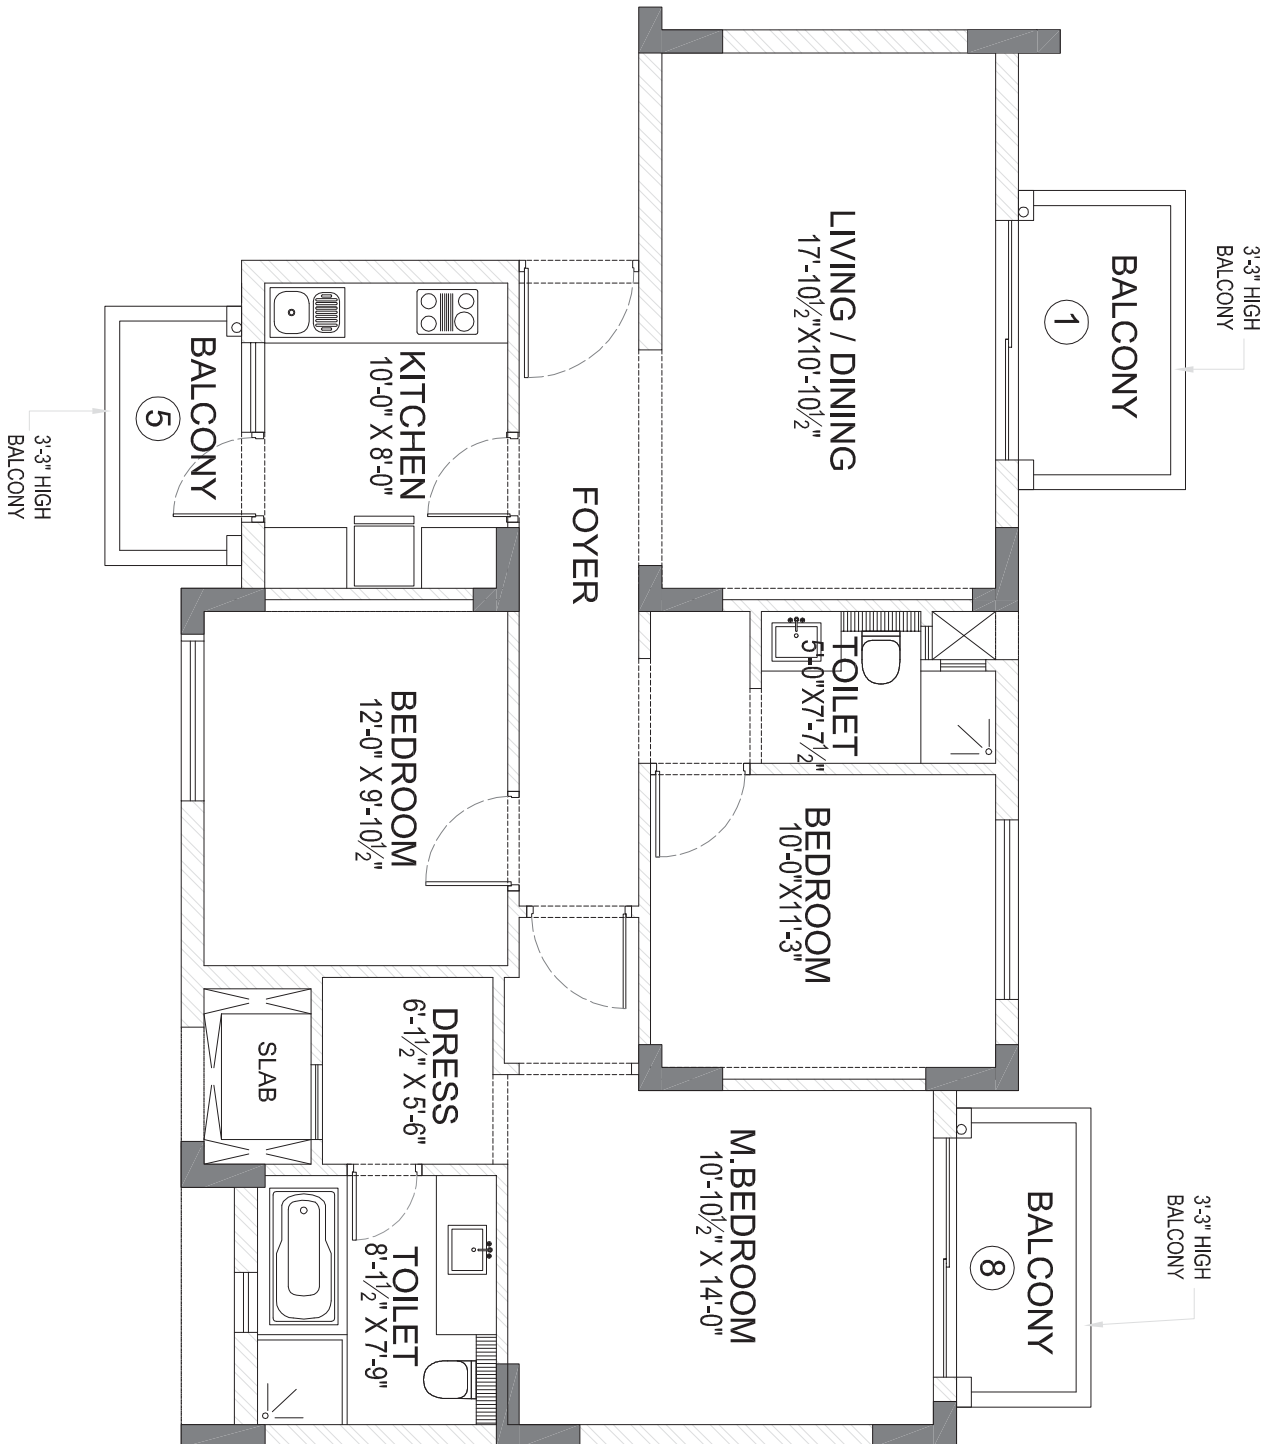 3'-3" HIGH
BALCONY
BALCONY
1
LIVING / DINING
17'-10½"X10'-10½"
KITCHEN
10'-0" X 8'-0"
BALCONY
5
3'-3" HIGH
BALCONY
FOYER
TOILET
5'-0"X7'-7½"
BEDROOM
12'-0" X 9'-10½"
BEDROOM
10'-0"X11'-3"
DRESS
6'-1½" X 5'-6"
SLAB
M.BEDROOM
10'-10½" X 14'-0"
BALCONY
8
3'-3" HIGH
BALCONY
TOILET
8'-1½" X 7'-9"